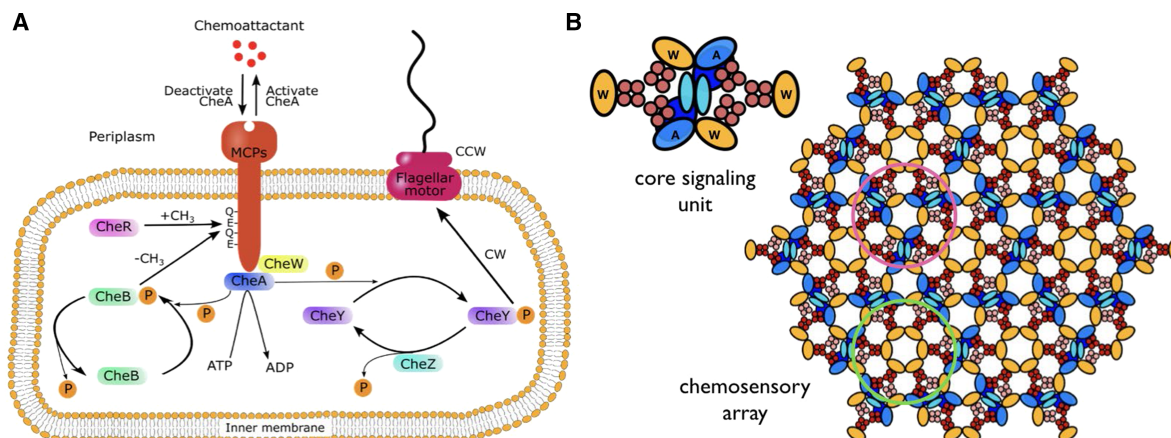 A
Chemoattractant
Deactivate
CheA
Activate
CheA
Periplasm
MCPs
CCW
Flagellar
motor
CheR
+CH3
Q
E
Q
E
-CH3
CW
CheW
CheA
P
CheB
P
P
CheY
CheY
P
ATP
ADP
CheZ
P
CheB
P
Inner membrane
B
W
A
W
W
A
W
core signaling
unit
chemosensory
array